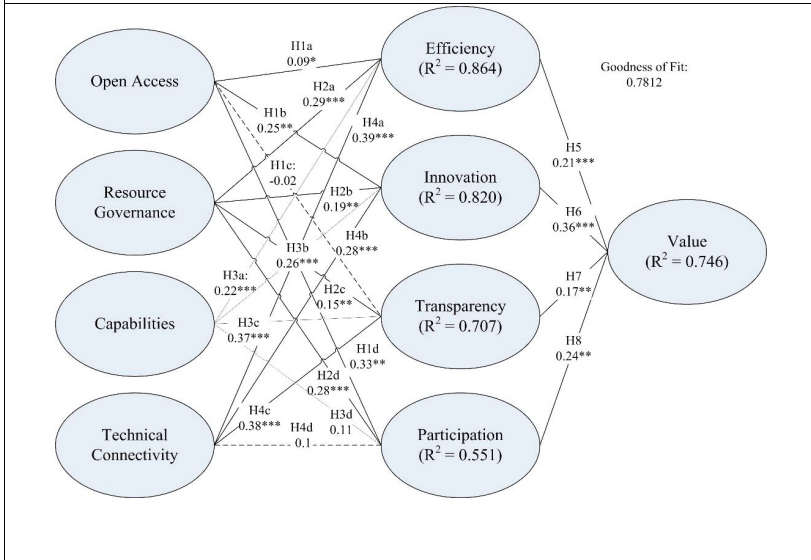 Open Access
Resource
Governance
Capabilities
Technical
Connectivity
H1a
0.09*
H2a
0.29***
H1b
0.25**
H4a
0.39***
H1c:
-0.02
H2b
0.19**
H4b
0.28***
H3b
0.26***
H3a:
0.22***
H2c
0.15**
H3c
0.37***
H1d
0.33**
H2d
0.28***
H4c
0.38***
H3d
0.11
H4d
0.1
Efficiency
(R² = 0.864)
Innovation
(R² = 0.820)
Transparency
(R² = 0.707)
Participation
(R² = 0.551)
Goodness of Fit:
0.7812
H5
0.21***
H6
0.36***
H7
0.17**
H8
0.24**
Value
(R² = 0.746)